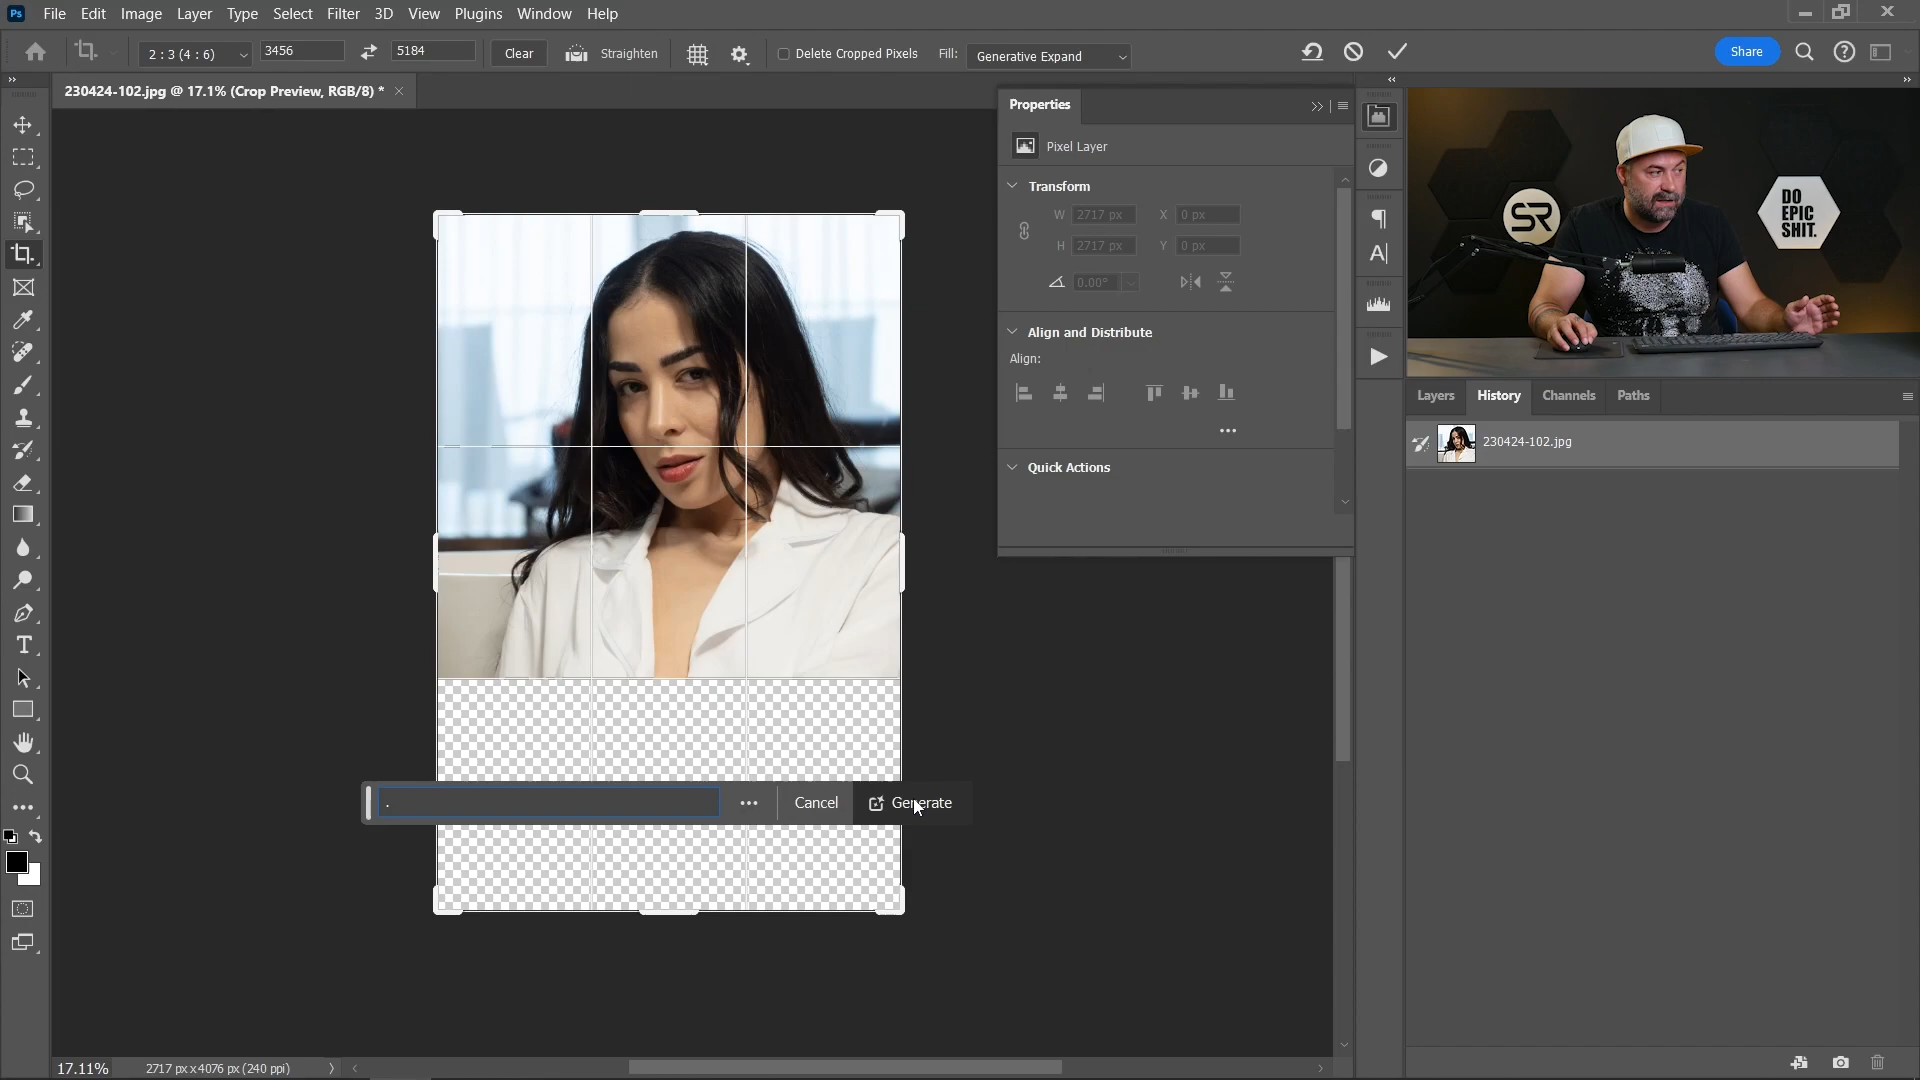 Ps File Edit Image Layer Type Select Filter 3D View Plugins Window Help
2 : 3 (4 : 6) 3456 5184 Clear Straighten Delete Cropped Pixels Fill: Generative Expand Share
230424-102.jpg @ 17.1% (Crop Preview, RGB/8) *
Properties
Pixel Layer
Transform
W 2717 px X 0 px
H 2717 px Y 0 px
0.00°
Align and Distribute
Align:
Quick Actions
SR
DO
EPIC
SHIT.
Layers History Channels Paths
230424-102.jpg
. Cancel Generate
17.11% 2717 px x 4076 px (240 ppi)